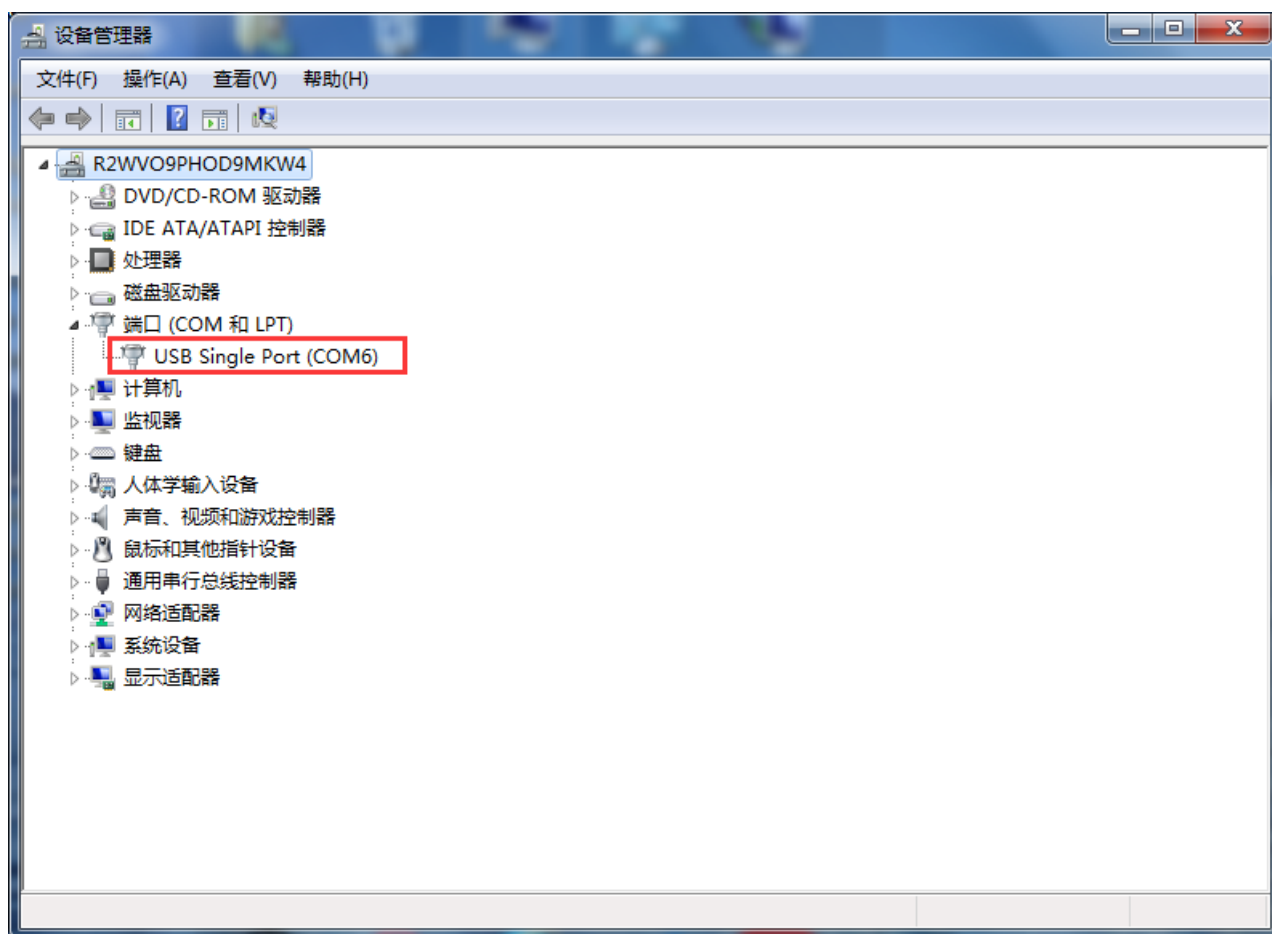 设备管理器
文件(F) 操作(A) 查看(V) 帮助(H)
R2WVO9PHOD9MKW4
DVD/CD-ROM 驱动器
IDE ATA/ATAPI 控制器
处理器
磁盘驱动器
端口 (COM 和 LPT)
USB Single Port (COM6)
计算机
监视器
键盘
人体学输入设备
声音、视频和游戏控制器
鼠标和其他指针设备
通用串行总线控制器
网络适配器
系统设备
显示适配器